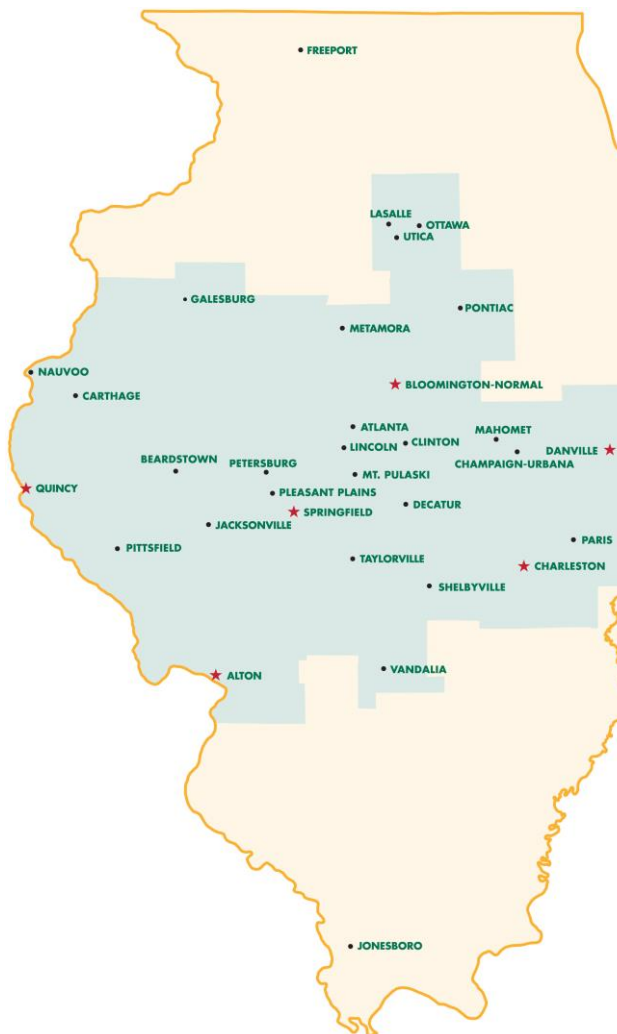 FREEPORT
LASALLE
OTTAWA
UTICA
GALESBURG
PONTIAC
METAMORA
NAUVOO
BLOOMINGTON-NORMAL
CARTHAGE
ATLANTA
MAHOMET
CLINTON
LINCOLN
DANVILLE
CHAMPAIGN-URBANA
BEARDSTOWN
PETERSBURG
MT. PULASKI
QUINCY
PLEASANT PLAINS
DECATUR
SPRINGFIELD
JACKSONVILLE
PARIS
PITTSFIELD
TAYLORVILLE
CHARLESTON
SHELBYVILLE
VANDALIA
ALTON
JONESBORO